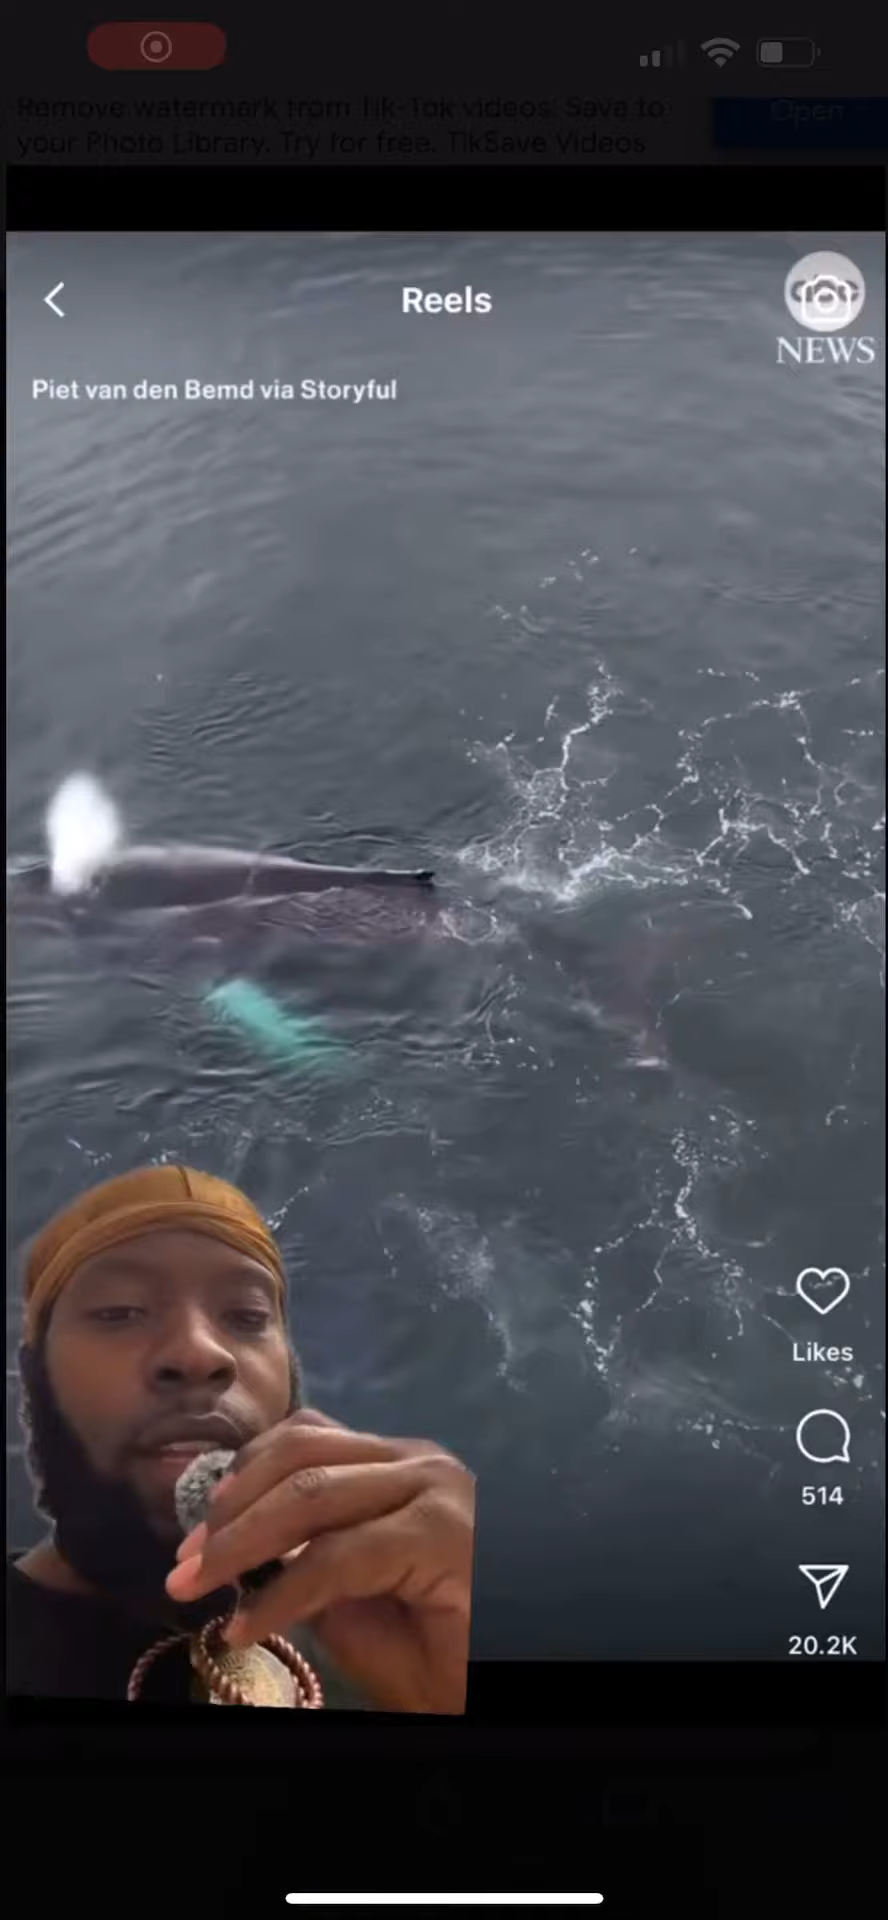 Remove watermark from Tik-Tok videos. Save to
your Photo Library. Try for free. TikSave Videos
Open
Reels
abc
NEWS
Piet van den Bemd via Storyful
Likes
514
20.2K